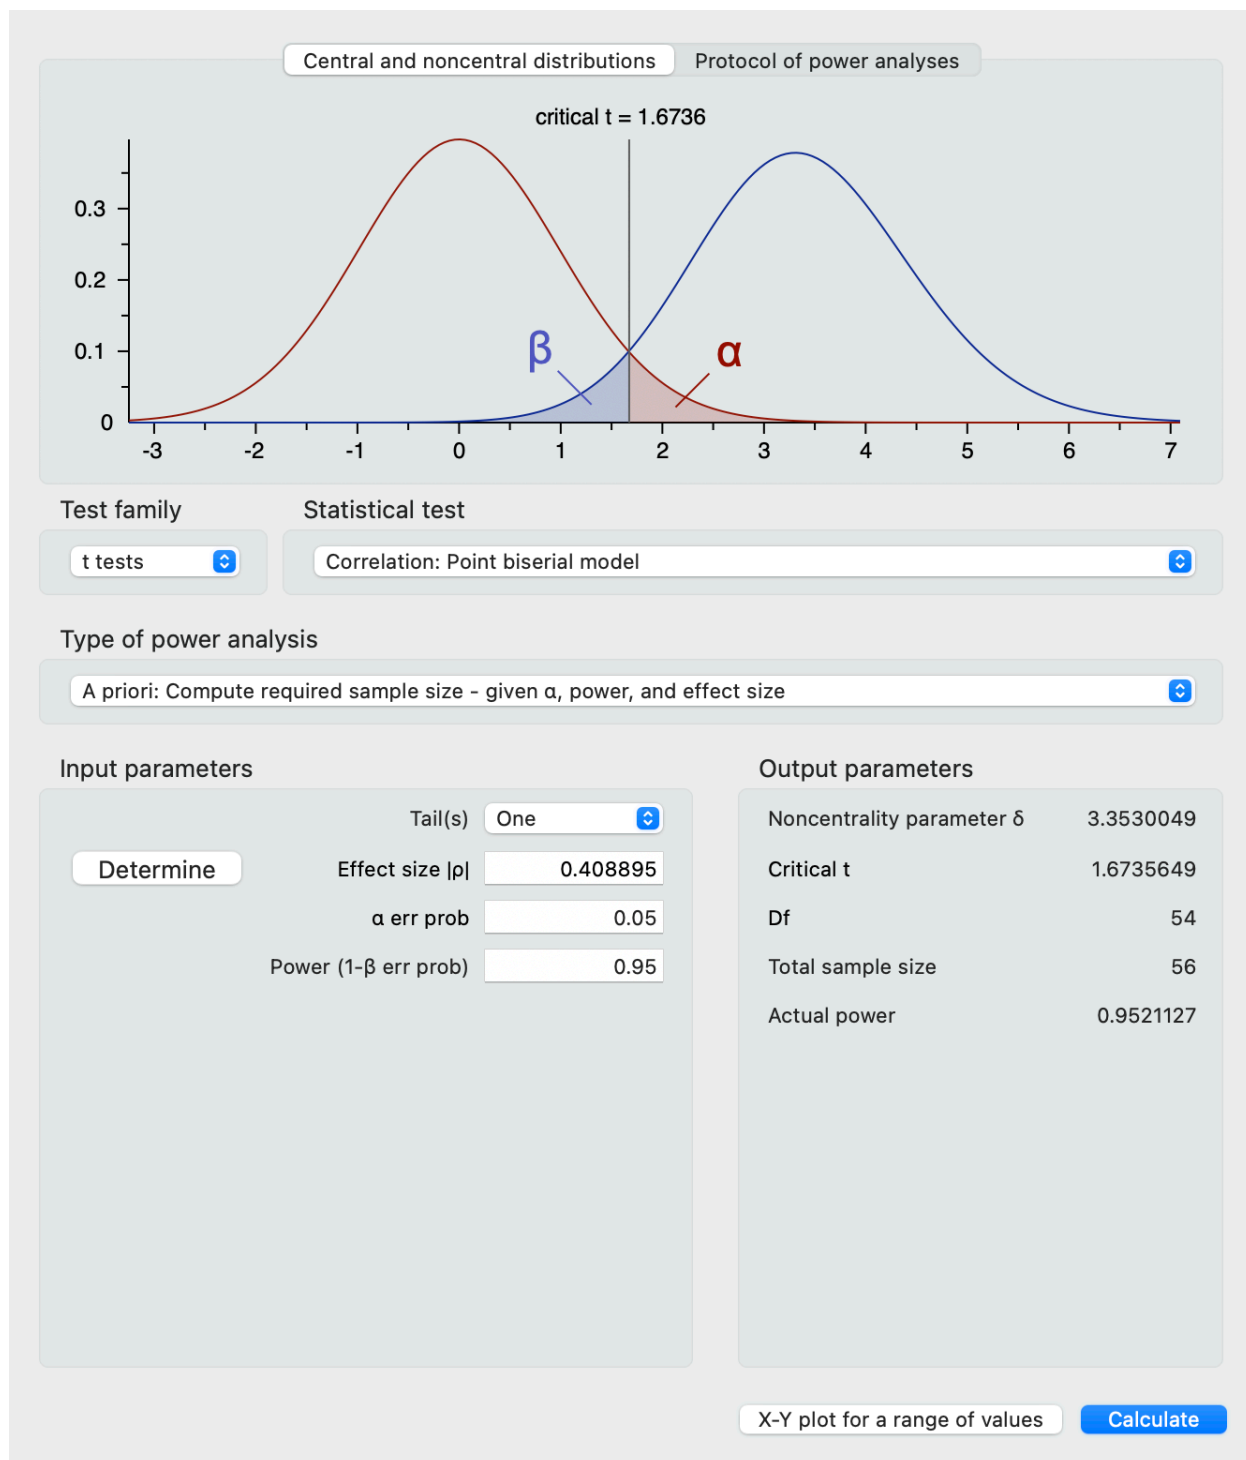 Central and noncentral distributions Protocol of power analyses
critical t = 1.6736
0.3
0.2
0.1
0
β
α
-3 -2 -1 0 1 2 3 4 5 6 7
Test family Statistical test
t tests Correlation: Point biserial model
Type of power analysis
A priori: Compute required sample size - given α, power, and effect size
Input parameters
Tail(s) One
Determine Effect size |ρ| 0.408895
α err prob 0.05
Power (1-β err prob) 0.95
Output parameters
Noncentrality parameter δ 3.3530049
Critical t 1.6735649
Df 54
Total sample size 56
Actual power 0.9521127
X-Y plot for a range of values Calculate